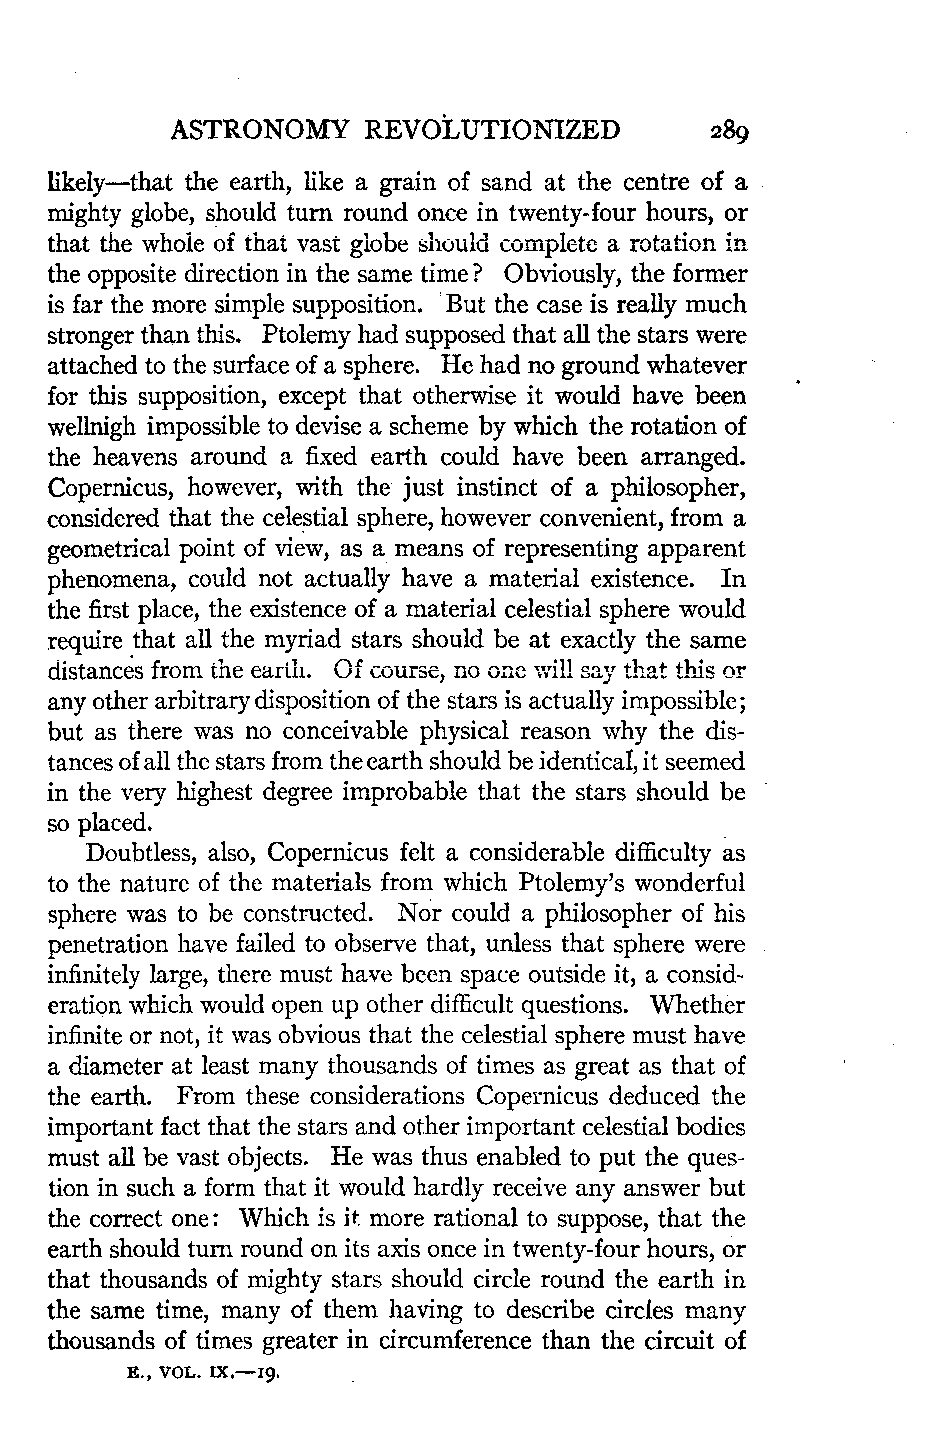 ASTRONOMY REVOLUTIONIZED 289
likely—that the earth, like a grain of sand at the centre of a
mighty globe, should turn round once in twenty-four hours, or
that the whole of that vast globe should complete a rotation in
the opposite direction in the same time? Obviously, the former
is far the more simple supposition. But the case is really much
stronger than this. Ptolemy had supposed that all the stars were
attached to the surface of a sphere. He had no ground whatever
for this supposition, except that otherwise it would have been
wellnigh impossible to devise a scheme by which the rotation of
the heavens around a fixed earth could have been arranged.
Copernicus, however, with the just instinct of a philosopher,
considered that the celestial sphere, however convenient, from a
geometrical point of view, as a means of representing apparent
phenomena, could not actually have a material existence. In
the first place, the existence of a material celestial sphere would
require that all the myriad stars should be at exactly the same
distances from the earth. Of course, no one will say that this or
any other arbitrary disposition of the stars is actually impossible;
but as there was no conceivable physical reason why the dis-
tances of all the stars from the earth should be identical, it seemed
in the very highest degree improbable that the stars should be
so placed.
Doubtless, also, Copernicus felt a considerable difficulty as
to the nature of the materials from which Ptolemy's wonderful
sphere was to be constructed. Nor could a philosopher of his
penetration have failed to observe that, unless that sphere were
infinitely large, there must have been space outside it, a consid-
eration which would open up other difficult questions. Whether
infinite or not, it was obvious that the celestial sphere must have
a diameter at least many thousands of times as great as that of
the earth. From these considerations Copernicus deduced the
important fact that the stars and other important celestial bodies
must all be vast objects. He was thus enabled to put the ques-
tion in such a form that it would hardly receive any answer but
the correct one: Which is it more rational to suppose, that the
earth should turn round on its axis once in twenty-four hours, or
that thousands of mighty stars should circle round the earth in
the same time, many of them having to describe circles many
thousands of times greater in circumference than the circuit of
E., VOL. IX.—19.